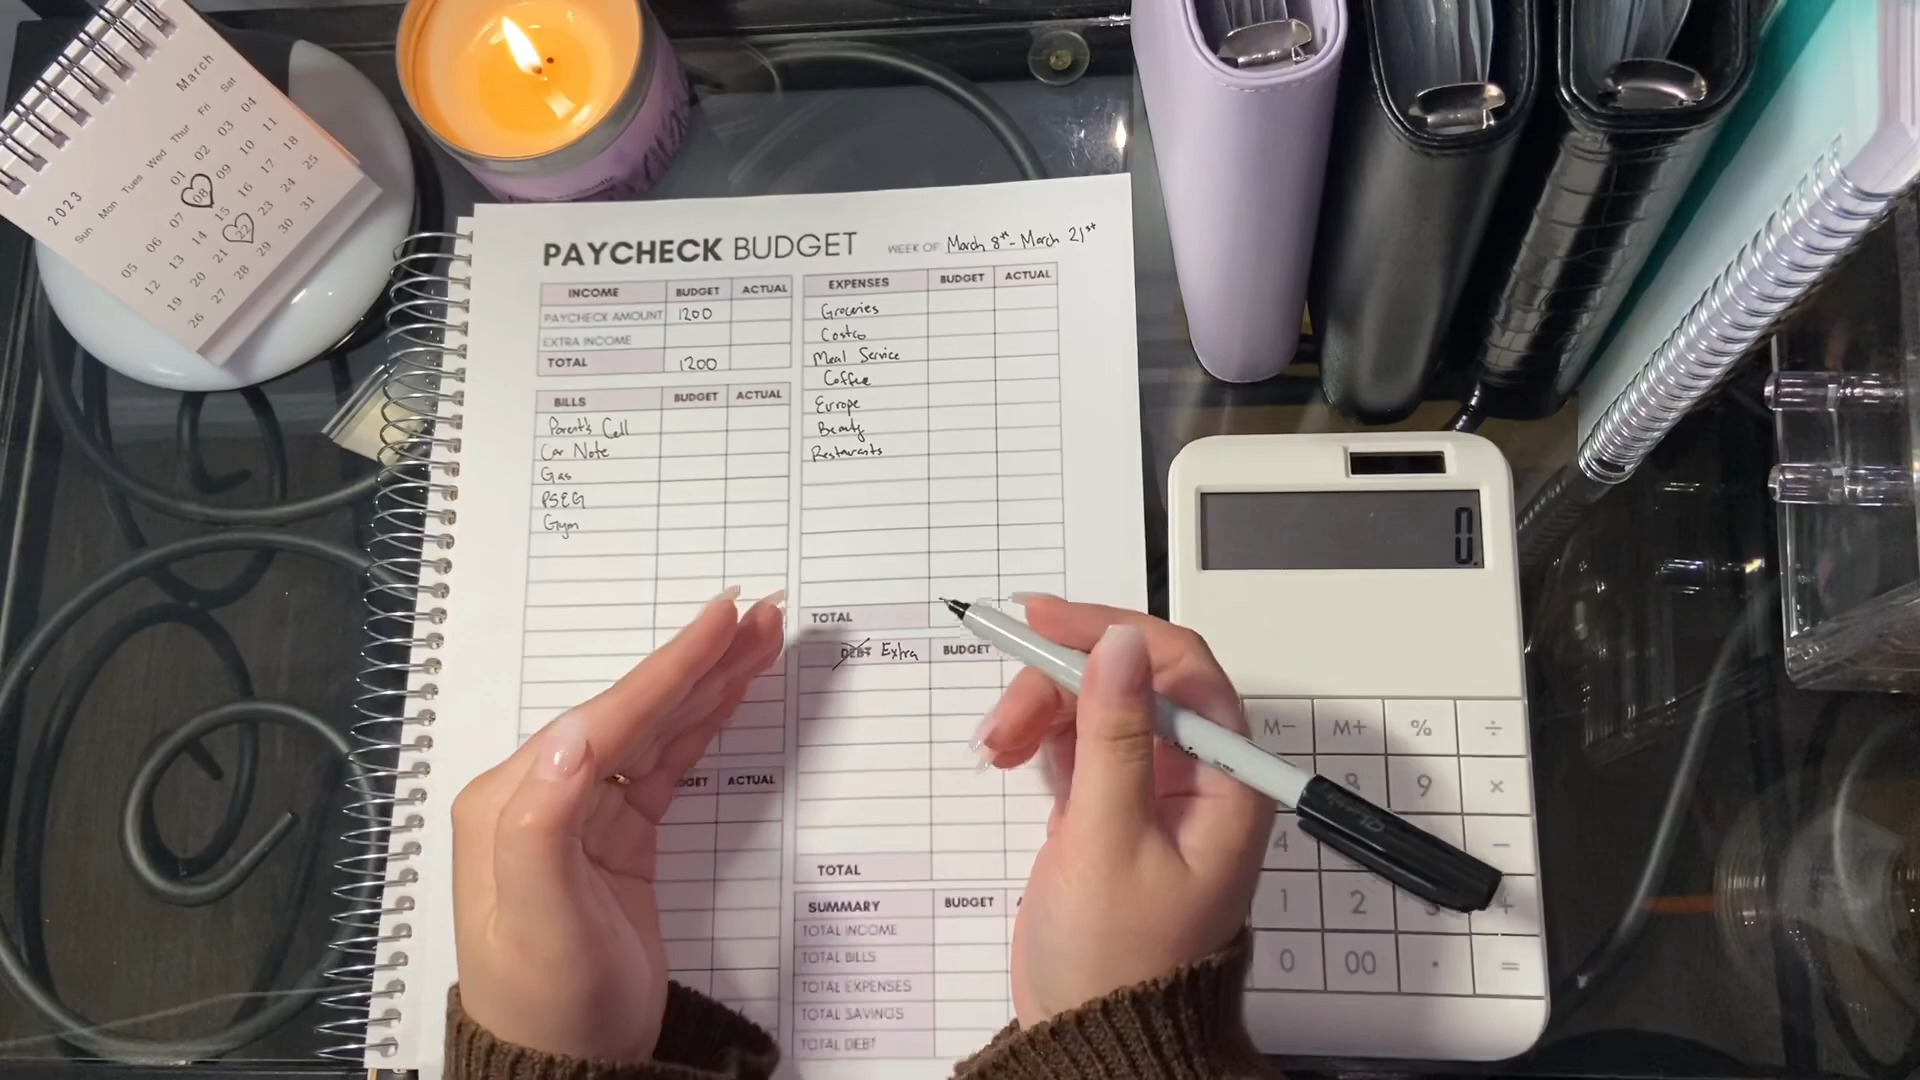 March
2023
Sun Mon Tues Wed Thur Fri Sat
01 02 03 04
05 06 07 08 09 10 11
12 13 14 15 16 17 18
19 20 21 22 23 24 25
26 27 28 29 30 31
PAYCHECK BUDGET
WEEK OF: March 8th - March 21st
INCOME BUDGET ACTUAL
PAYCHECK AMOUNT 1200
EXTRA INCOME
TOTAL 1200
BILLS BUDGET ACTUAL
Parent's Cell
Car Note
Gas
PSEG
Gym
ACTUAL
EXPENSES BUDGET ACTUAL
Groceries
Costco
Meal Service
Coffee
Europe
Beauty
Restaurants
TOTAL
DEBT Extra BUDGET
TOTAL
SUMMARY BUDGET
TOTAL INCOME
TOTAL BILLS
TOTAL EXPENSES
TOTAL SAVINGS
TOTAL DEBT
0.
M- M+ % ÷
8 9 ×
4 −
1 2 3 +
0 00 . =